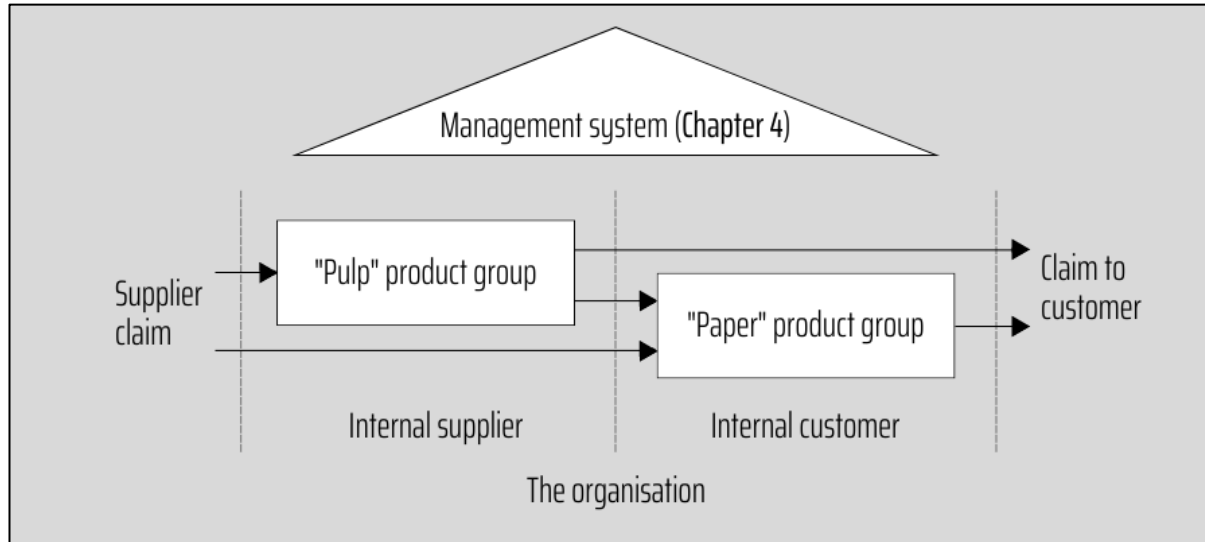 Management system (Chapter 4)
"Pulp" product group
Supplier
claim
"Paper" product group
Claim to
customer
Internal supplier
Internal customer
The organisation